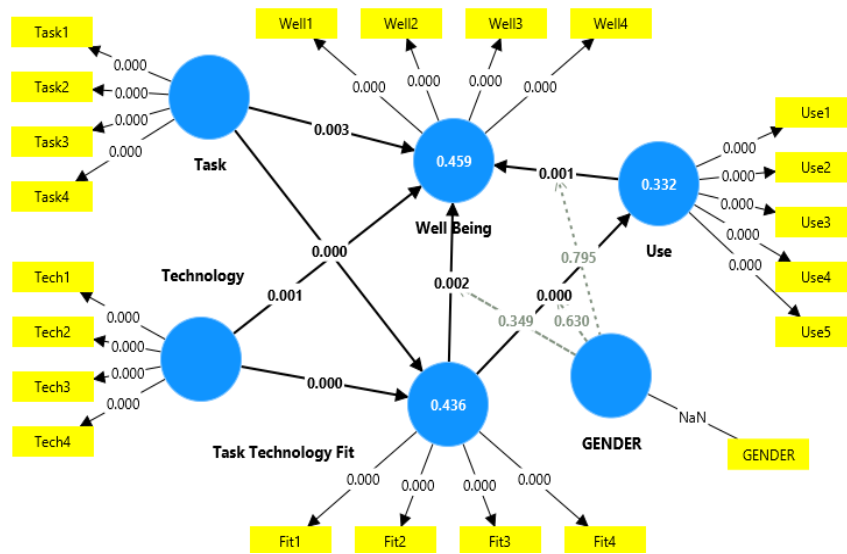 Task1
Task2
Task3
Task4
0.000
0.000
0.000
0.000
Task
Well1
Well2
Well3
Well4
0.000
0.000
0.000
0.000
0.003
0.459
Well Being
0.001
0.332
Use
Use1
Use2
Use3
Use4
Use5
0.000
0.000
0.000
0.000
0.000
Technology
Tech1
Tech2
Tech3
Tech4
0.000
0.000
0.000
0.000
0.001
0.000
0.000
0.002
0.000
0.795
0.630
0.349
0.436
Task Technology Fit
GENDER
NaN
GENDER
0.000
0.000
0.000
0.000
Fit1
Fit2
Fit3
Fit4